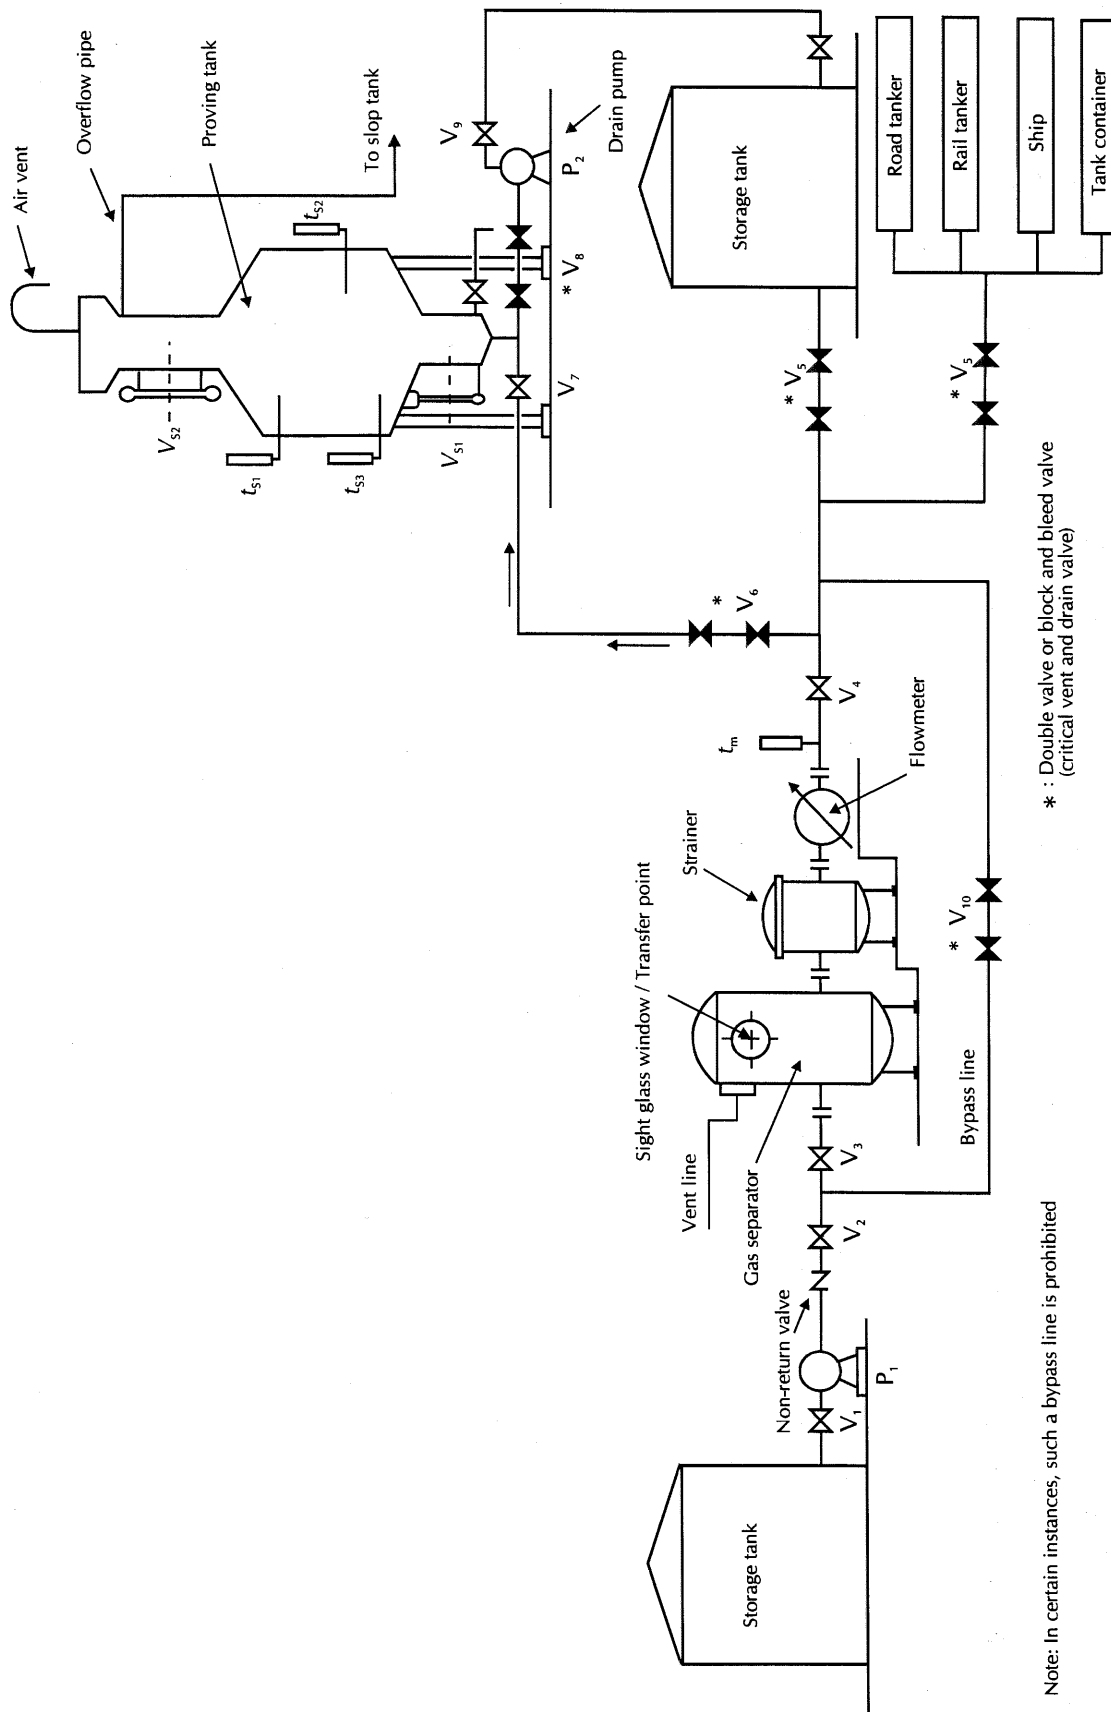 Air vent
Overflow pipe
Proving tank
To slop tank
V_S2
t_S1
t_S2
t_S3
V_S1
V_7
* V_8
V_9
P_2
Drain pump
* V_6
Storage tank
* V_5
* V_5
Road tanker
Rail tanker
Ship
Tank container
Storage tank
V_1
P_1
Non-return valve
V_2
V_3
Vent line
Gas separator
Sight glass window / Transfer point
Strainer
Flowmeter
t_m
V_4
Bypass line
* V_10
* : Double valve or block and bleed valve
(critical vent and drain valve)
Note: In certain instances, such a bypass line is prohibited